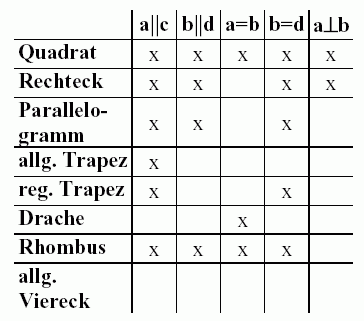 a||c b||d a=b b=d a⊥b
Quadrat x x x x x
Rechteck x x x x
Parallelo-
gramm x x x
allg. Trapez x
reg. Trapez x x
Drache x
Rhombus x x x x
allg.
Viereck